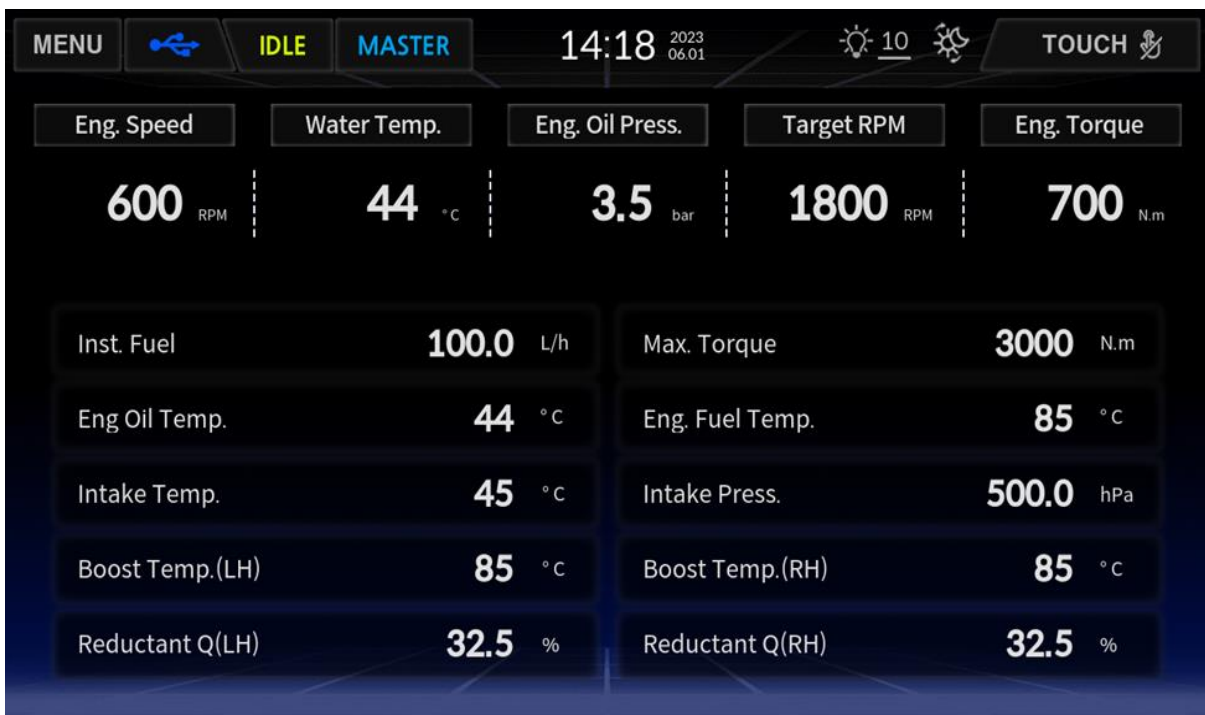 MENU IDLE MASTER 14:18 2023 06.01 10 TOUCH
Eng. Speed Water Temp. Eng. Oil Press. Target RPM Eng. Torque
600 RPM 44 °C 3.5 bar 1800 RPM 700 N.m
Inst. Fuel 100.0 L/h Max. Torque 3000 N.m
Eng Oil Temp. 44 °C Eng. Fuel Temp. 85 °C
Intake Temp. 45 °C Intake Press. 500.0 hPa
Boost Temp.(LH) 85 °C Boost Temp.(RH) 85 °C
Reductant Q(LH) 32.5 % Reductant Q(RH) 32.5 %